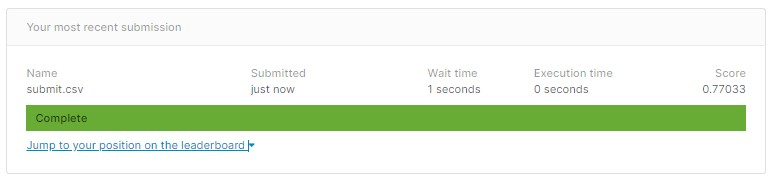 Your most recent submission
Name Submitted Wait time Execution time Score
submit.csv just now 1 seconds 0 seconds 0.77033
Complete
Jump to your position on the leaderboard